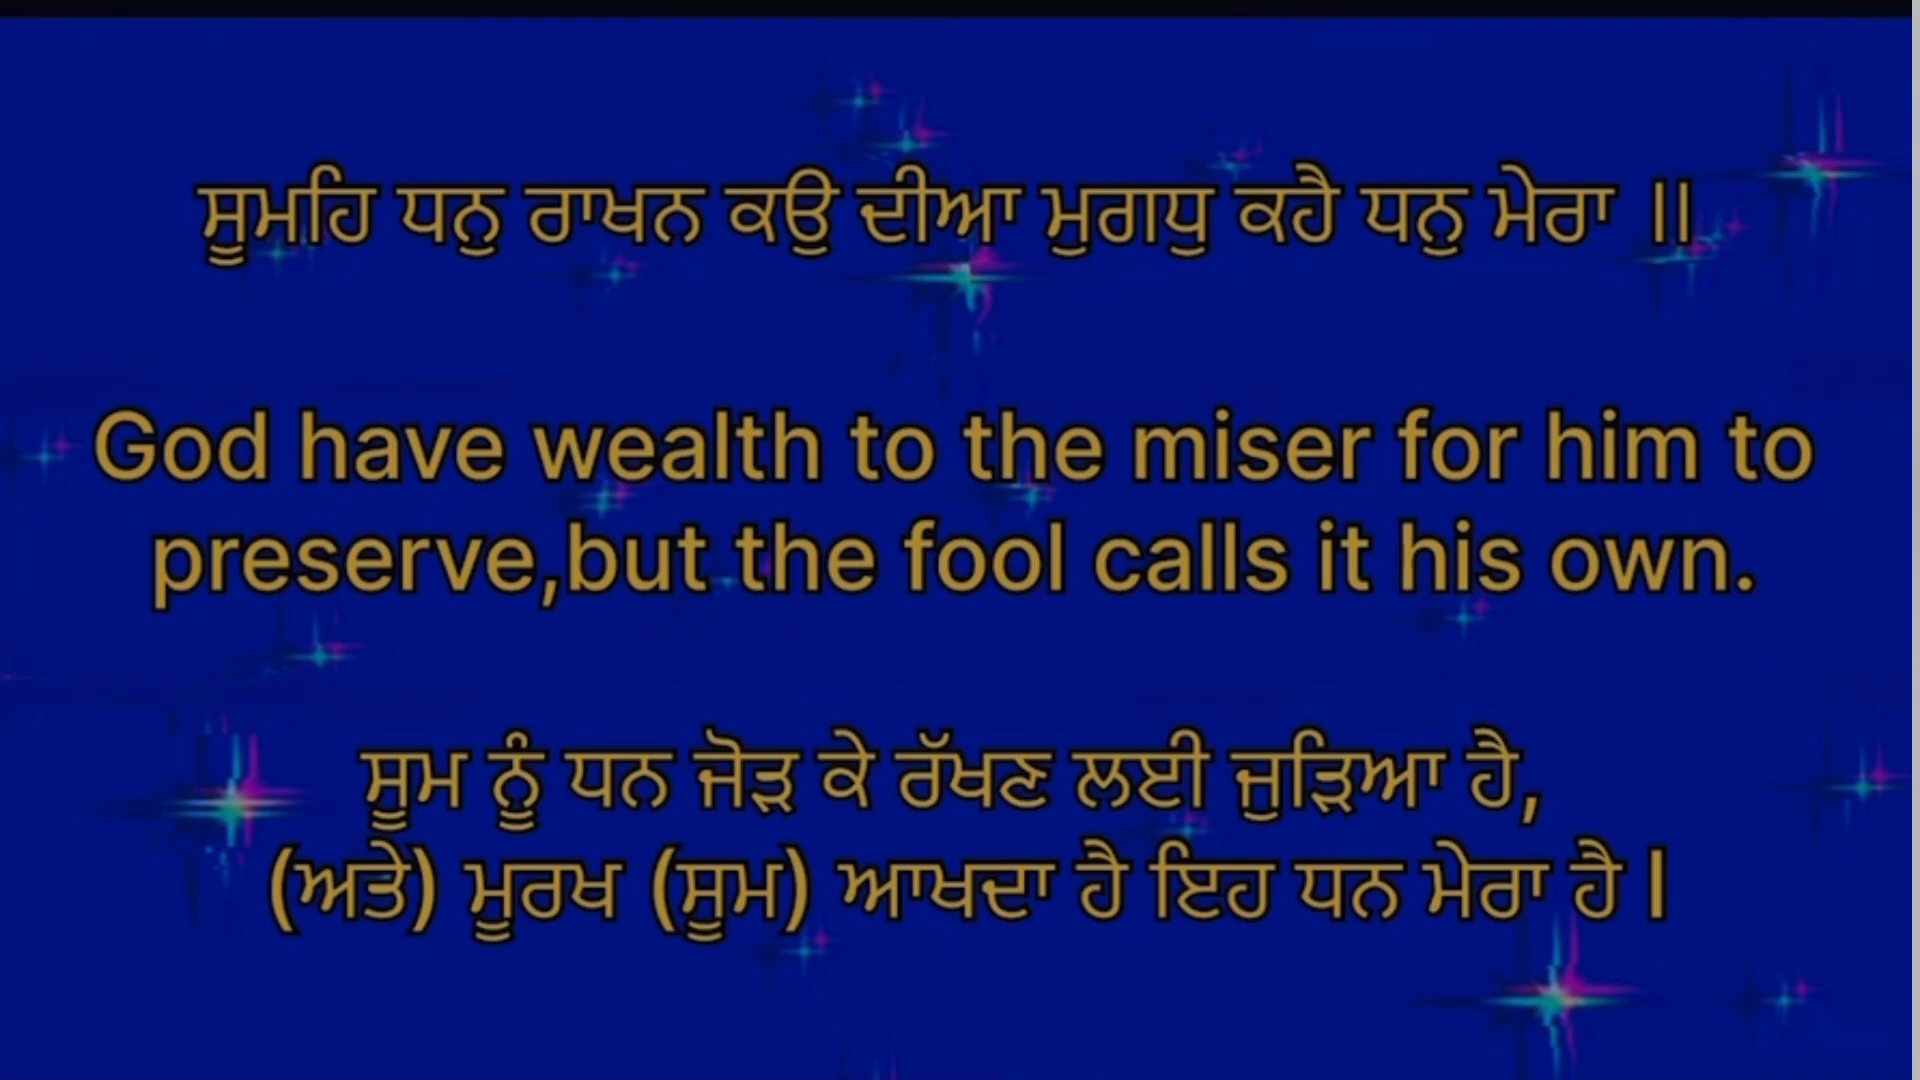 ਸੂਮਹਿ ਧਨੁ ਰਾਖਨ ਕਉ ਦੀਆ ਮੁਗਧੁ ਕਹੈ ਧਨੁ ਮੇਰਾ ॥
God have wealth to the miser for him to
preserve,but the fool calls it his own.
ਸੂਮ ਨੂੰ ਧਨ ਜੋੜ ਕੇ ਰੱਖਣ ਲਈ ਜੁੜਿਆ ਹੈ,
(ਅਤੇ) ਮੂਰਖ (ਸੂਮ) ਆਖਦਾ ਹੈ ਇਹ ਧਨ ਮੇਰਾ ਹੈ।